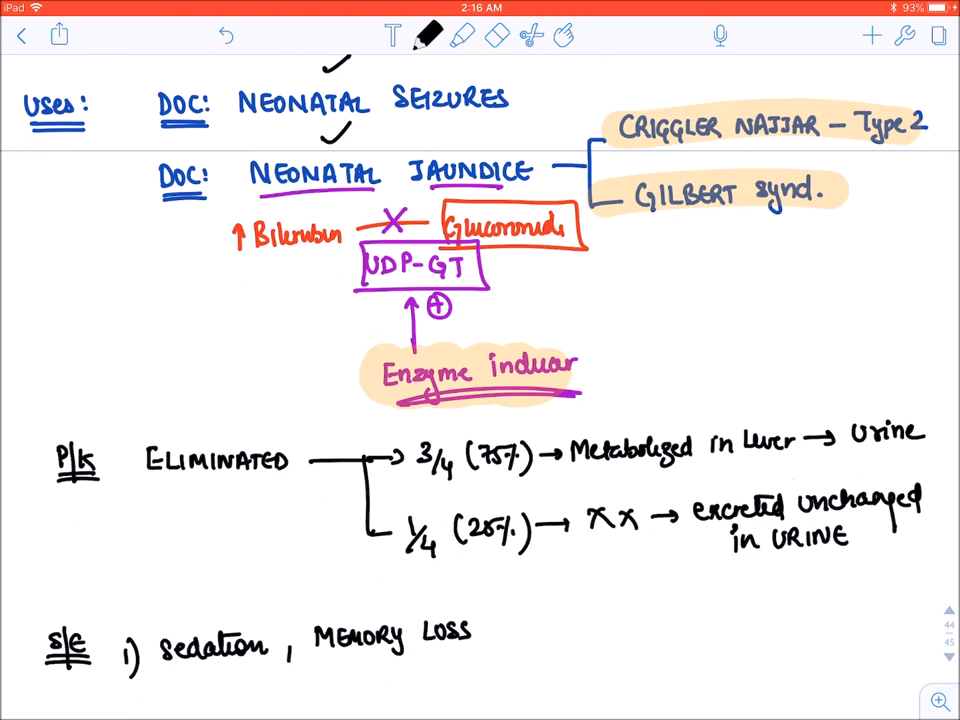 iPad 2:16 AM 93%
T
Uses: DOC: NEONATAL SEIZURES
DOC: NEONATAL JAUNDICE
CRIGGLER NAJJAR - Type 2
GILBERT synd.
↑ Bilirubin X Glucoronide
UDP-GT
+
Enzyme inducer
P/K ELIMINATED → 3/4 (75%) → Metabolized in Liver → Urine
1/4 (25%) → XX → excreted unchanged
in URINE
S/E 1) Sedation, MEMORY LOSS
44
45